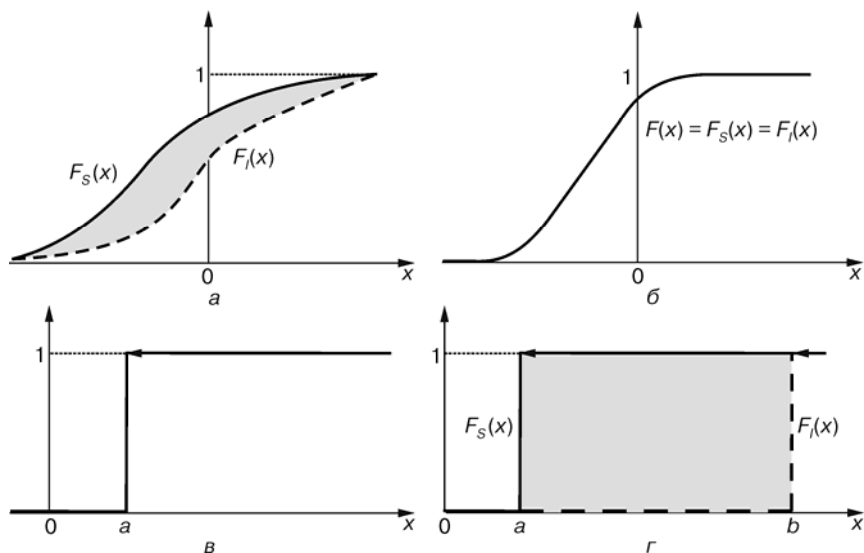 1
F_S(x)
F_I(x)
0
x
а
1
F(x) = F_S(x) = F_I(x)
0
x
б
1
0
a
x
в
1
F_S(x)
F_I(x)
0
a
b
x
г